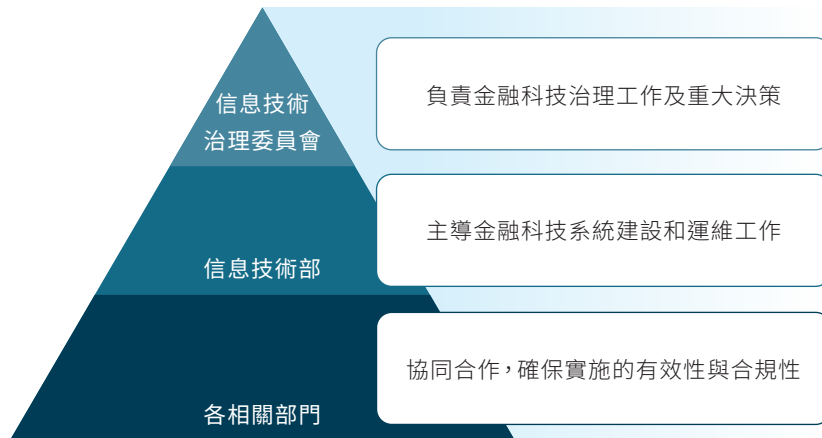 信息技術
治理委員會
負責金融科技治理工作及重大決策
信息技術部
主導金融科技系統建設和運維工作
各相關部門
協同合作，確保實施的有效性與合規性